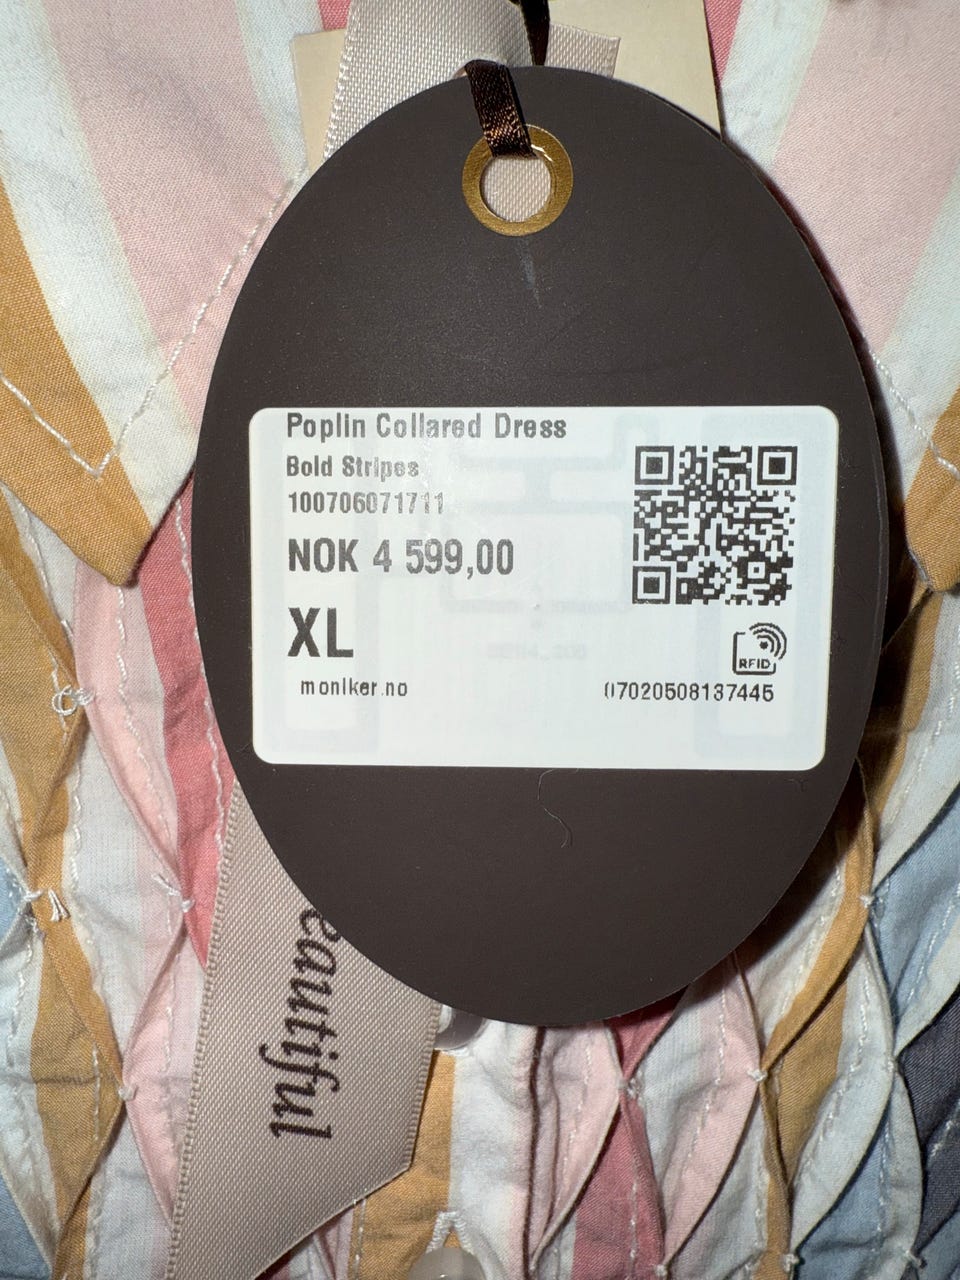 Poplin Collared Dress
Bold Stripes
100706071711
NOK 4 599,00
XL
RFID
moniker.no
07020508137445
eautiful